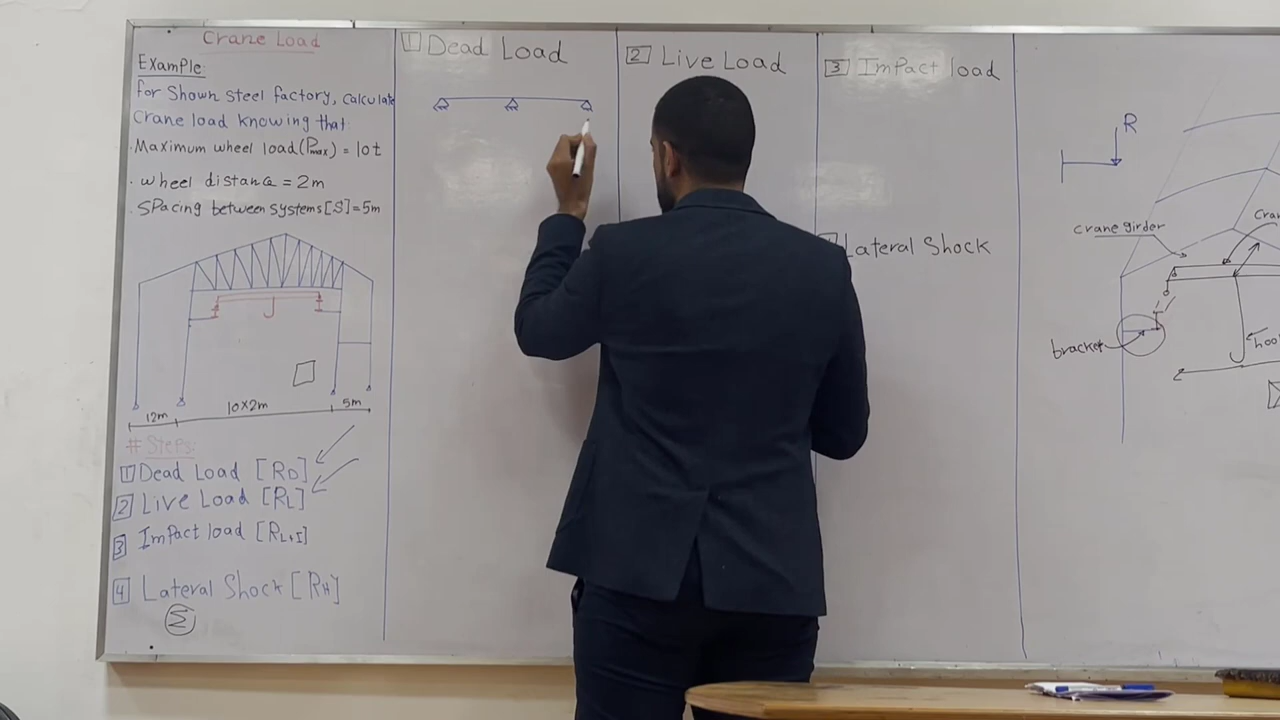 Crane Load
Example:
for Shown steel factory, calculate
crane load knowing that
. Maximum wheel load(Pmax) = 10t
. wheel distance = 2m
. Spacing between systems[S]=5m
12m
10x2m
5m
# Steps:
1 Dead Load [RD]
2 Live Load [RL]
3 Impact load [RL+I]
4 Lateral Shock [RH]
Σ
1 Dead Load
2 Live Load
3 Impact load
Lateral Shock
R
crane girder
bracket